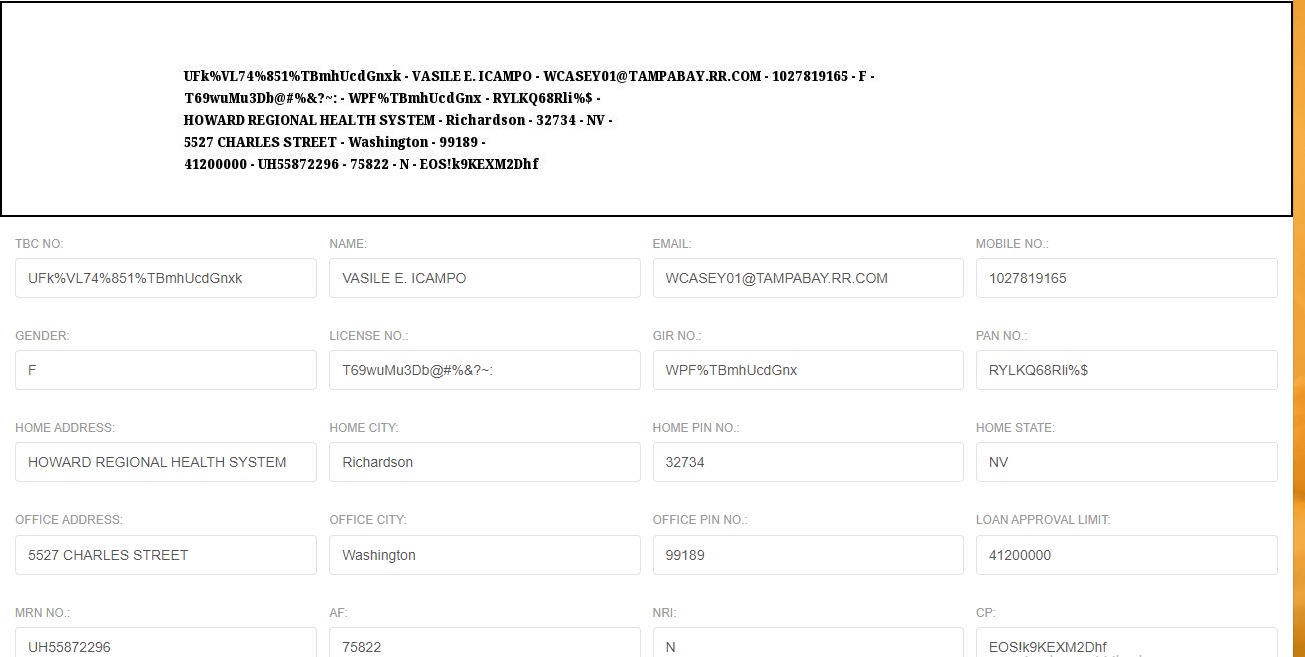 UFk%VL74%851%TBmhUcdGnxk - VASILE E. ICAMPO - WCASEY01@TAMPABAY.RR.COM - 1027819165 - F -
T69wuMu3Db@#%&?~: - WPF%TBmhUcdGnx - RYLKQ68Rli%$ -
HOWARD REGIONAL HEALTH SYSTEM - Richardson - 32734 - NV -
5527 CHARLES STREET - Washington - 99189 -
41200000 - UH55872296 - 75822 - N - EOS!k9KEXM2Dhf
TBC NO: NAME: EMAIL: MOBILE NO.:
UFk%VL74%851%TBmhUcdGnxk VASILE E. ICAMPO WCASEY01@TAMPABAY.RR.COM 1027819165
GENDER: LICENSE NO.: GIR NO.: PAN NO.:
F T69wuMu3Db@#%&?~: WPF%TBmhUcdGnx RYLKQ68Rli%$
HOME ADDRESS: HOME CITY: HOME PIN NO.: HOME STATE:
HOWARD REGIONAL HEALTH SYSTEM Richardson 32734 NV
OFFICE ADDRESS: OFFICE CITY: OFFICE PIN NO.: LOAN APPROVAL LIMIT:
5527 CHARLES STREET Washington 99189 41200000
MRN NO.: AF: NRI: CP:
UH55872296 75822 N EOS!k9KEXM2Dhf